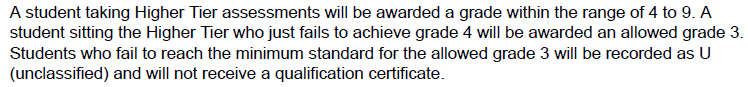 A student taking Higher Tier assessments will be awarded a grade within the range of 4 to 9. A
student sitting the Higher Tier who just fails to achieve grade 4 will be awarded an allowed grade 3.
Students who fail to reach the minimum standard for the allowed grade 3 will be recorded as U
(unclassified) and will not receive a qualification certificate.